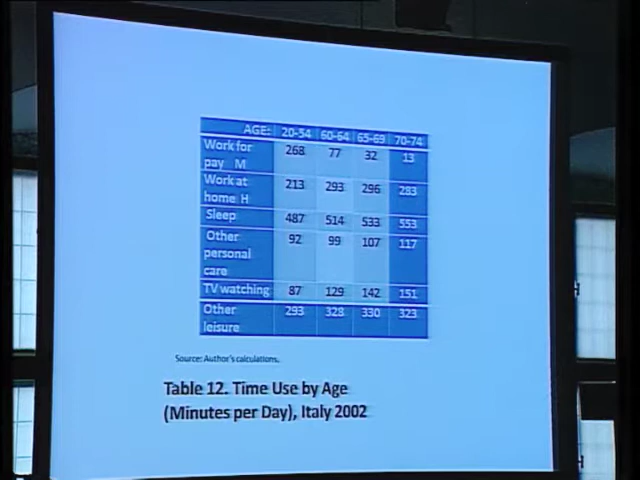 AGE: 20-54 60-64 65-69 70-74
Work for pay M 268 77 32 13
Work at home H 213 293 296 283
Sleep 487 514 533 553
Other personal care 92 99 107 117
TV watching 87 129 142 151
Other leisure 293 328 330 323
Source: Author's calculations.
Table 12. Time Use by Age
(Minutes per Day), Italy 2002